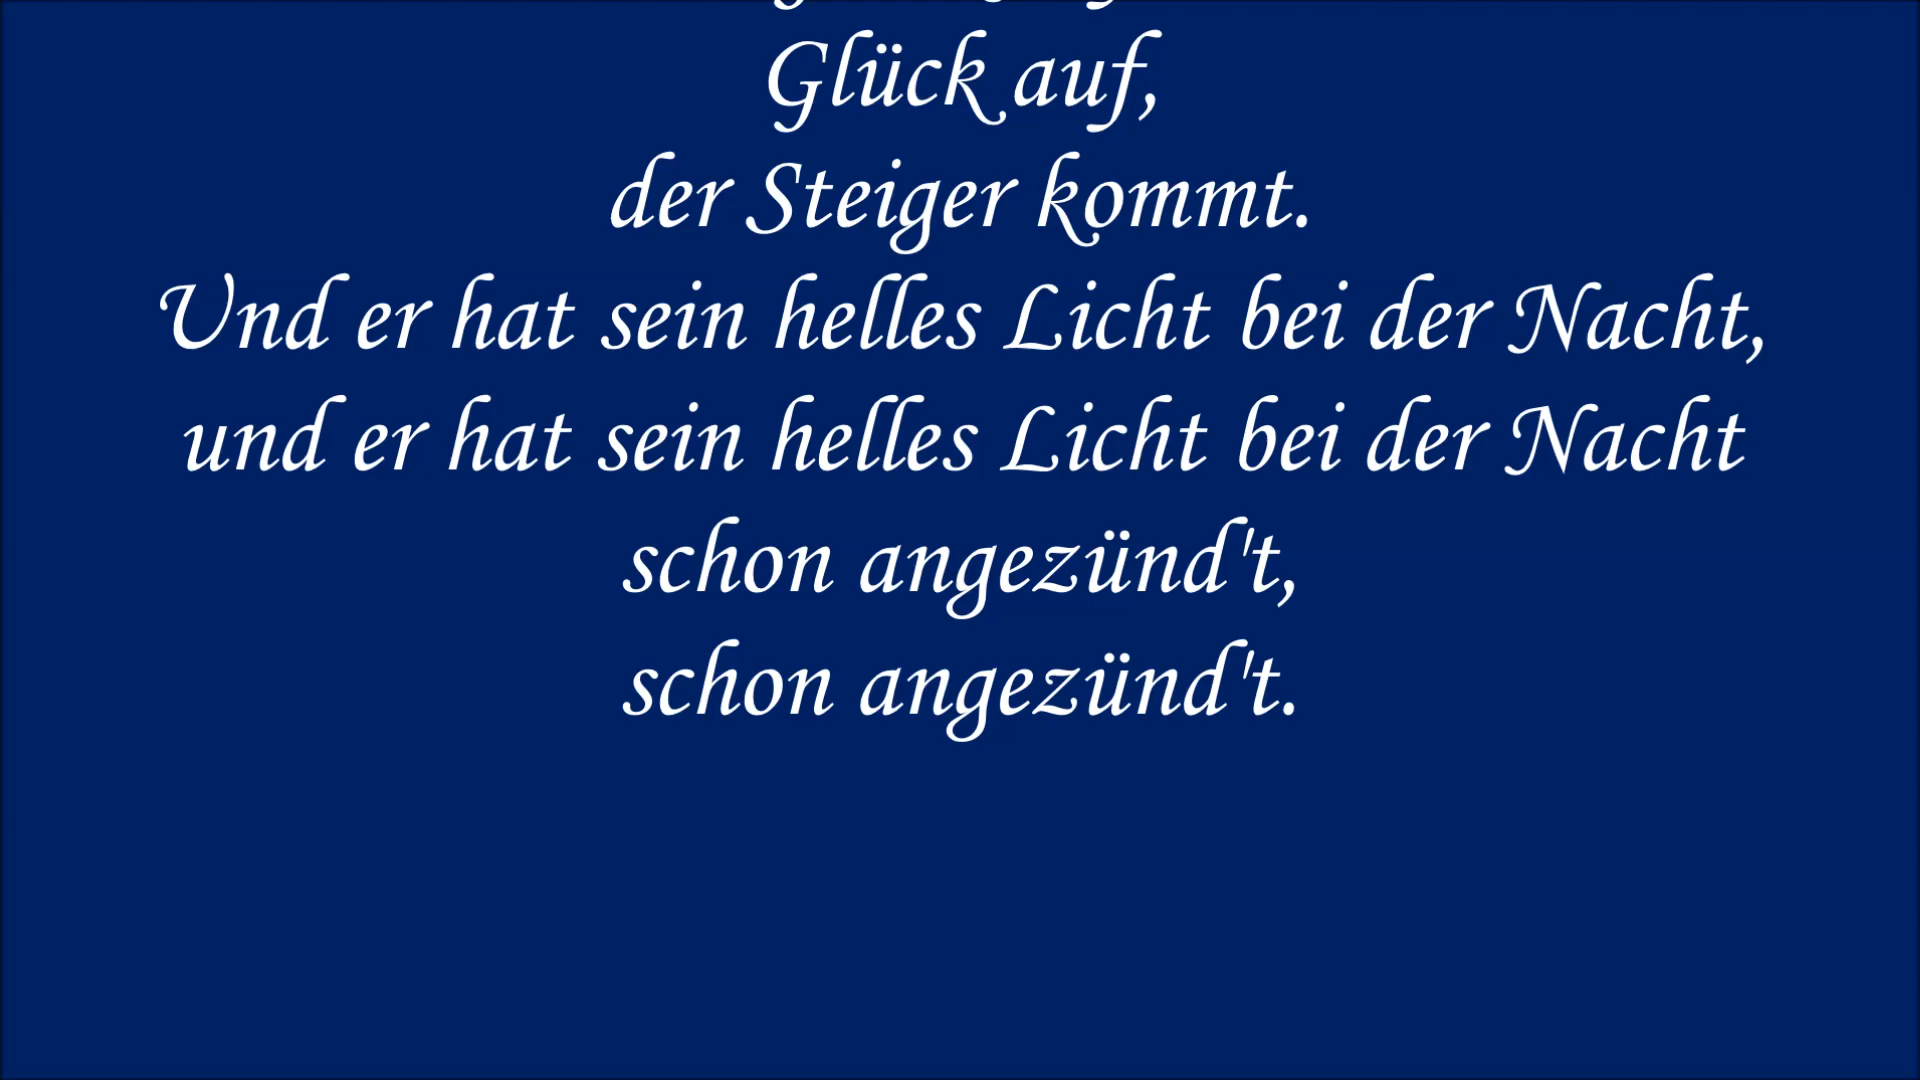 Glück auf,
der Steiger kommt.
Und er hat sein helles Licht bei der Nacht,
und er hat sein helles Licht bei der Nacht
schon angezünd't,
schon angezünd't.